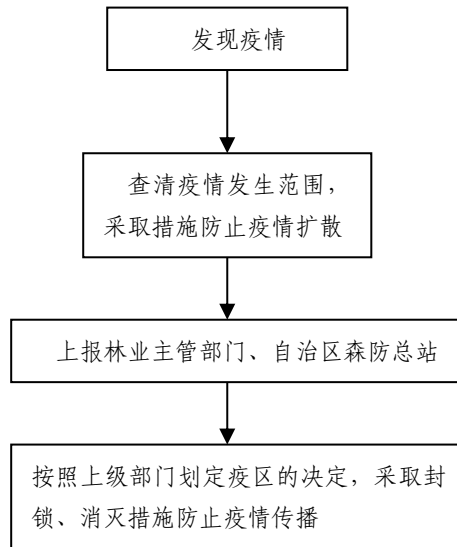 发现疫情
查清疫情发生范围，
采取措施防止疫情扩散
上报林业主管部门、自治区森防总站
按照上级部门划定疫区的决定，采取封
锁、消灭措施防止疫情传播